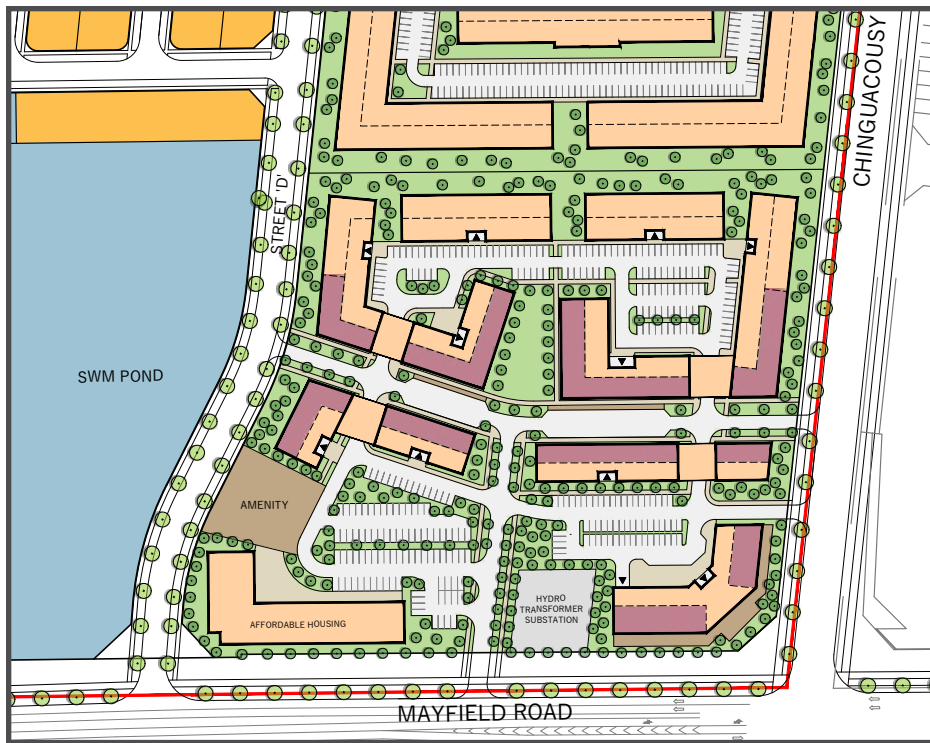 CHINGUACOUSY
STREET 'D'
SWM POND
AMENITY
HYDRO
TRANSFORMER
SUBSTATION
AFFORDABLE HOUSING
MAYFIELD ROAD